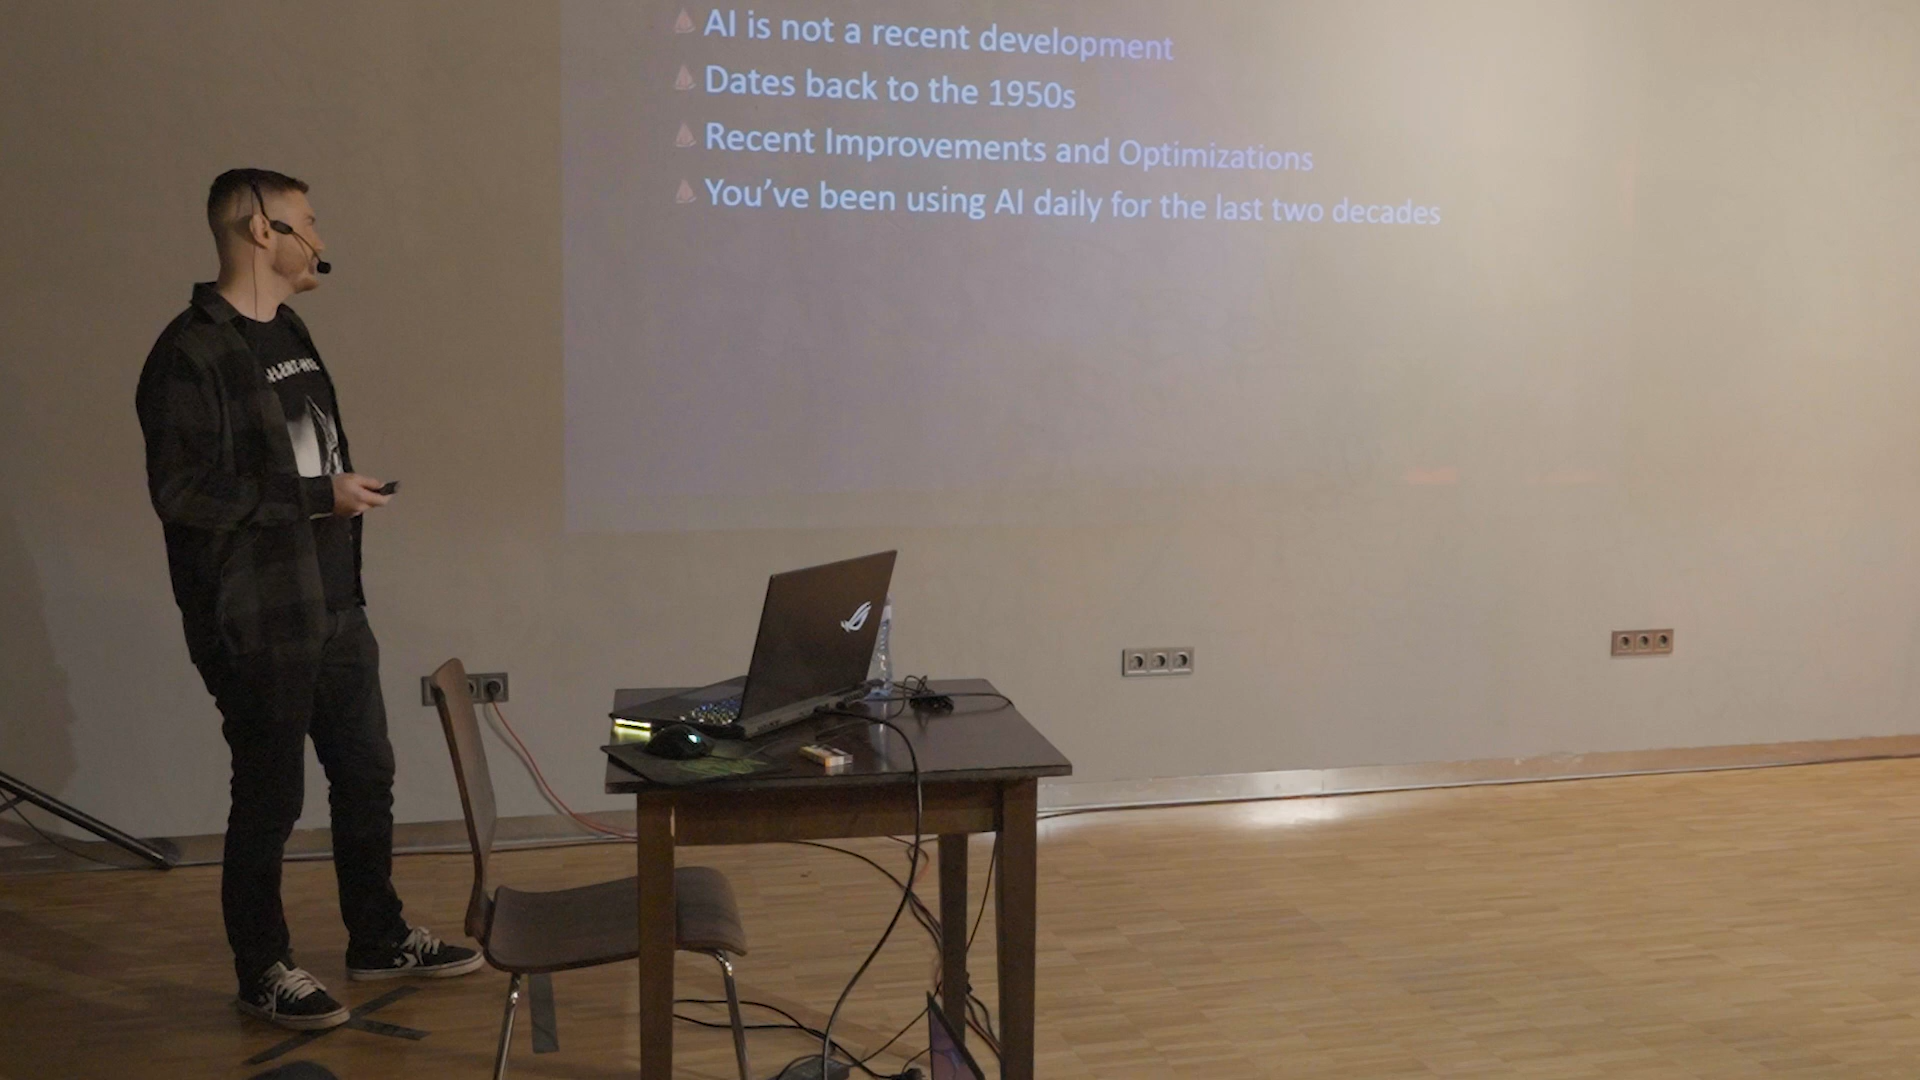 AI is not a recent development
Dates back to the 1950s
Recent Improvements and Optimizations
You've been using AI daily for the last two decades